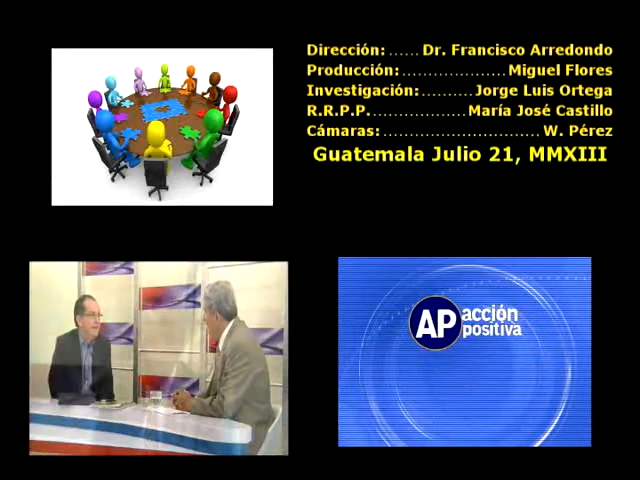 Dirección: ...... Dr. Francisco Arredondo
Producción:.....................Miguel Flores
Investigación:..........Jorge Luis Ortega
R.R.P.P...................María José Castillo
Cámaras: .............................. W. Pérez
Guatemala Julio 21, MMXIII
AP acción
positiva